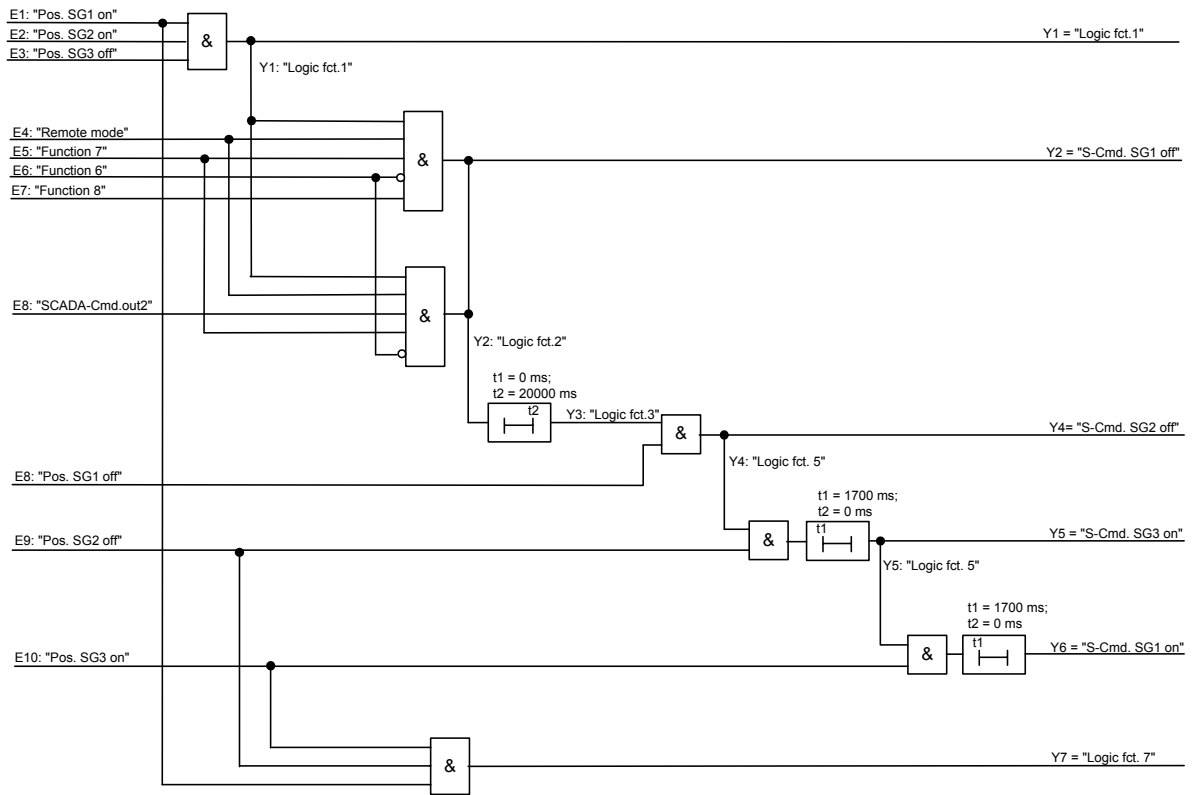 E1: "Pos. SG1 on"
E2: "Pos. SG2 on"
E3: "Pos. SG3 off"
&
Y1 = "Logic fct.1"
Y1: "Logic fct.1"
E4: "Remote mode"
E5: "Function 7"
E6: "Function 6"
E7: "Function 8"
&
Y2 = "S-Cmd. SG1 off"
E8: "SCADA-Cmd.out2"
&
Y2: "Logic fct.2"
t1 = 0 ms;
t2 = 20000 ms
t2
Y3: "Logic fct.3"
&
Y4= "S-Cmd. SG2 off"
Y4: "Logic fct. 5"
E8: "Pos. SG1 off"
t1 = 1700 ms;
t2 = 0 ms
t1
E9: "Pos. SG2 off"
&
Y5 = "S-Cmd. SG3 on"
Y5: "Logic fct. 5"
t1 = 1700 ms;
t2 = 0 ms
t1
E10: "Pos. SG3 on"
&
Y6 = "S-Cmd. SG1 on"
&
Y7 = "Logic fct. 7"